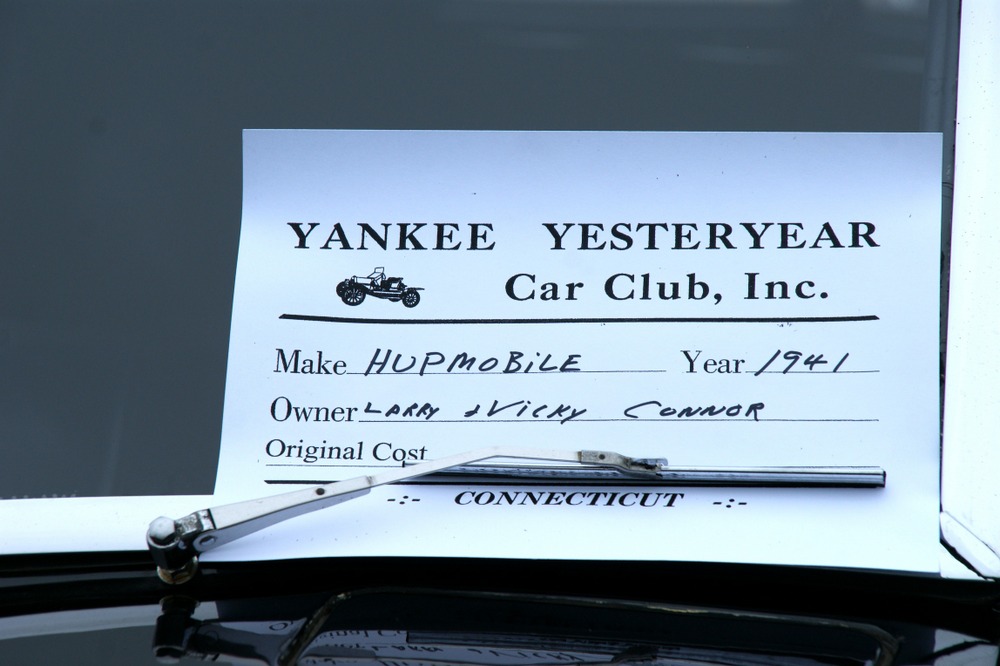 YANKEE YESTERYEAR
Car Club, Inc.
Make HUPMOBiLE Year 1941
Owner LARRY & VicKy CONNOR
Original Cost
-:- CONNECTICUT -:-